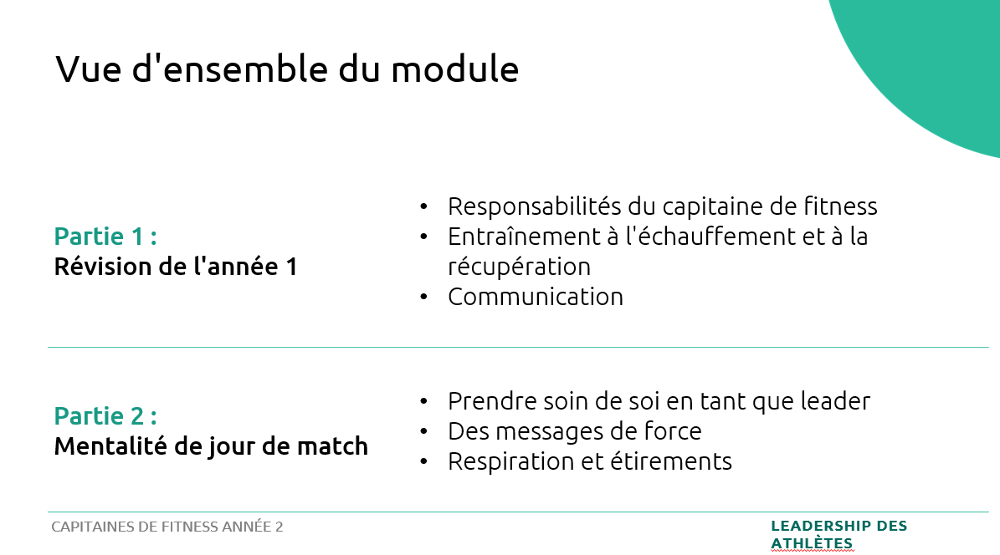 Vue d'ensemble du module
Partie 1 :
Révision de l'année 1
• Responsabilités du capitaine de fitness
• Entraînement à l'échauffement et à la
récupération
• Communication
Partie 2 :
Mentalité de jour de match
• Prendre soin de soi en tant que leader
• Des messages de force
• Respiration et étirements
CAPITAINES DE FITNESS ANNÉE 2
LEADERSHIP DES
ATHLÈTES